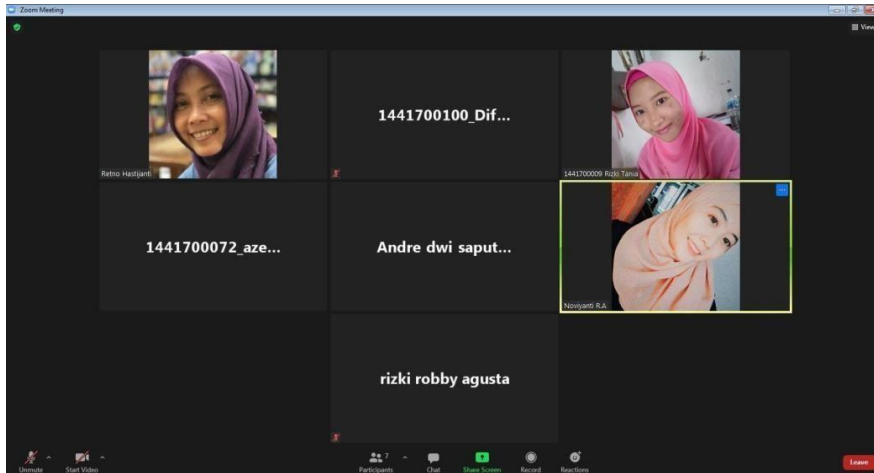 Zoom Meeting
View
1441700100_Dif...
Retno Hastijanti
1441700009 Rizki Tania
1441700072_aze...
Andre dwi saput...
Noviyanti R.A
rizki robby agusta
Unmute
Start Video
7
Participants
Chat
Share Screen
Record
Reactions
Leave